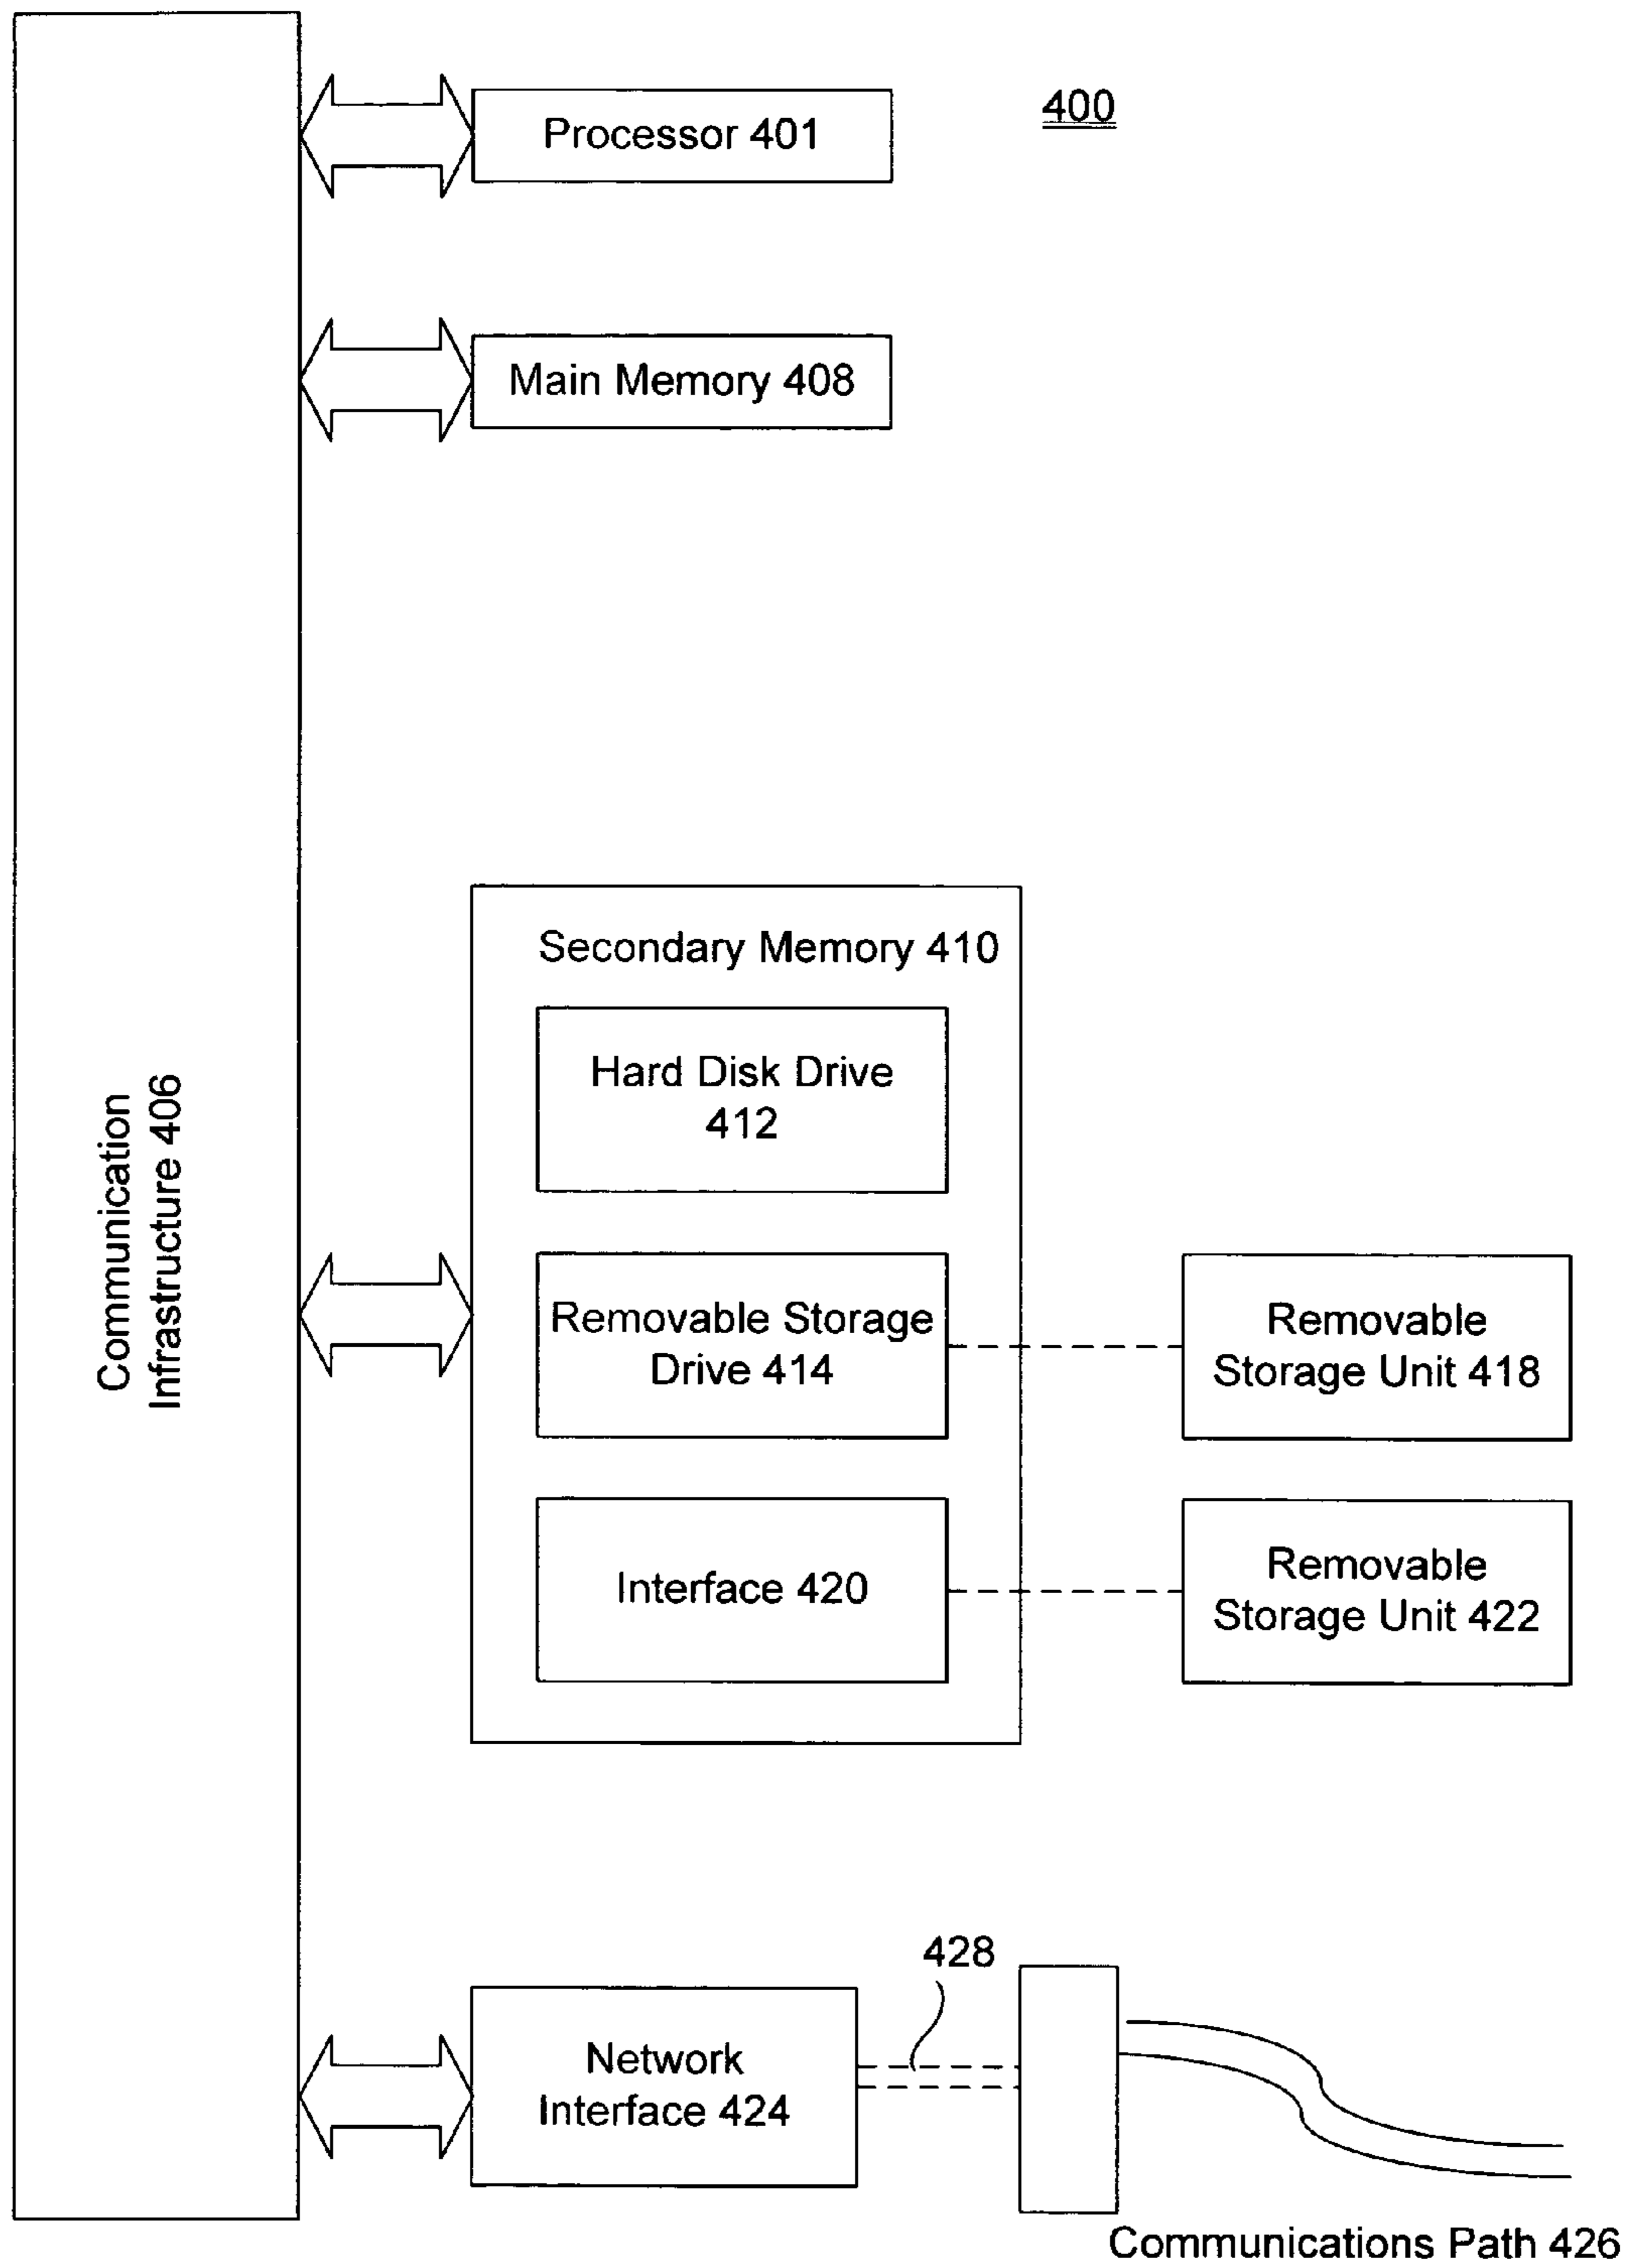 400
Processor 401
Main Memory 408
Communication
Infrastructure 406
Secondary Memory 410
Hard Disk Drive
412
Removable Storage
Drive 414
Removable
Storage Unit 418
Interface 420
Removable
Storage Unit 422
428
Network
Interface 424
Communications Path 426